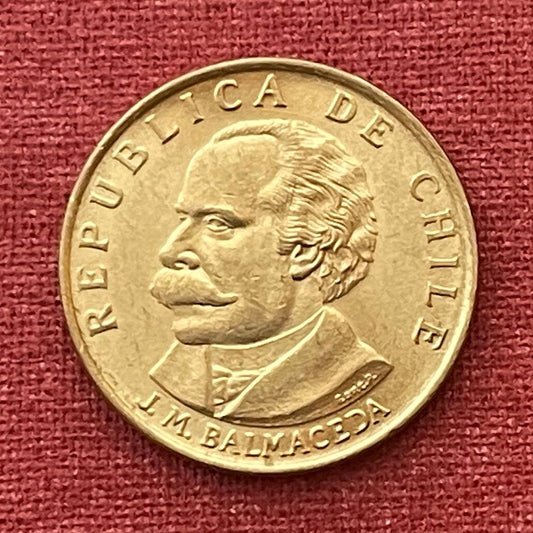 REPUBLICA DE CHILE
J. M. BALMACEDA